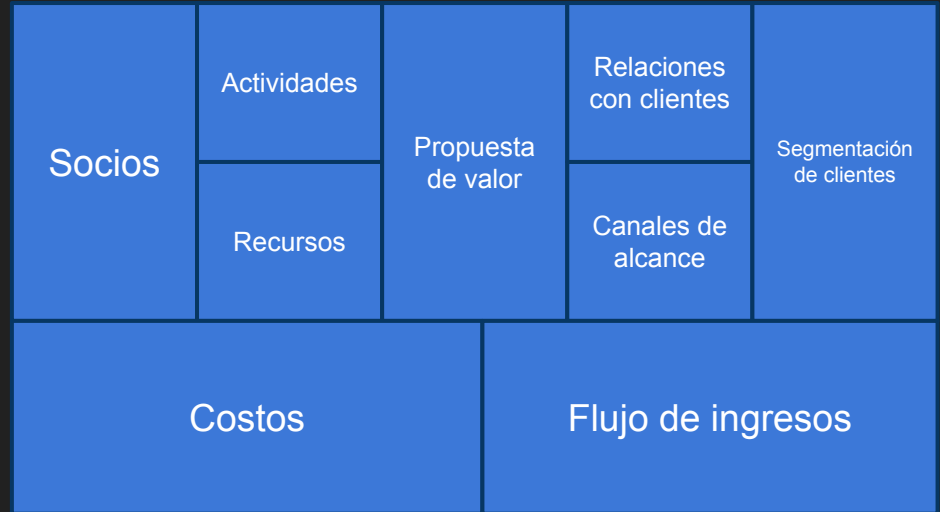 Socios
Actividades
Recursos
Propuesta
de valor
Relaciones
con clientes
Canales de
alcance
Segmentación
de clientes
Costos
Flujo de ingresos